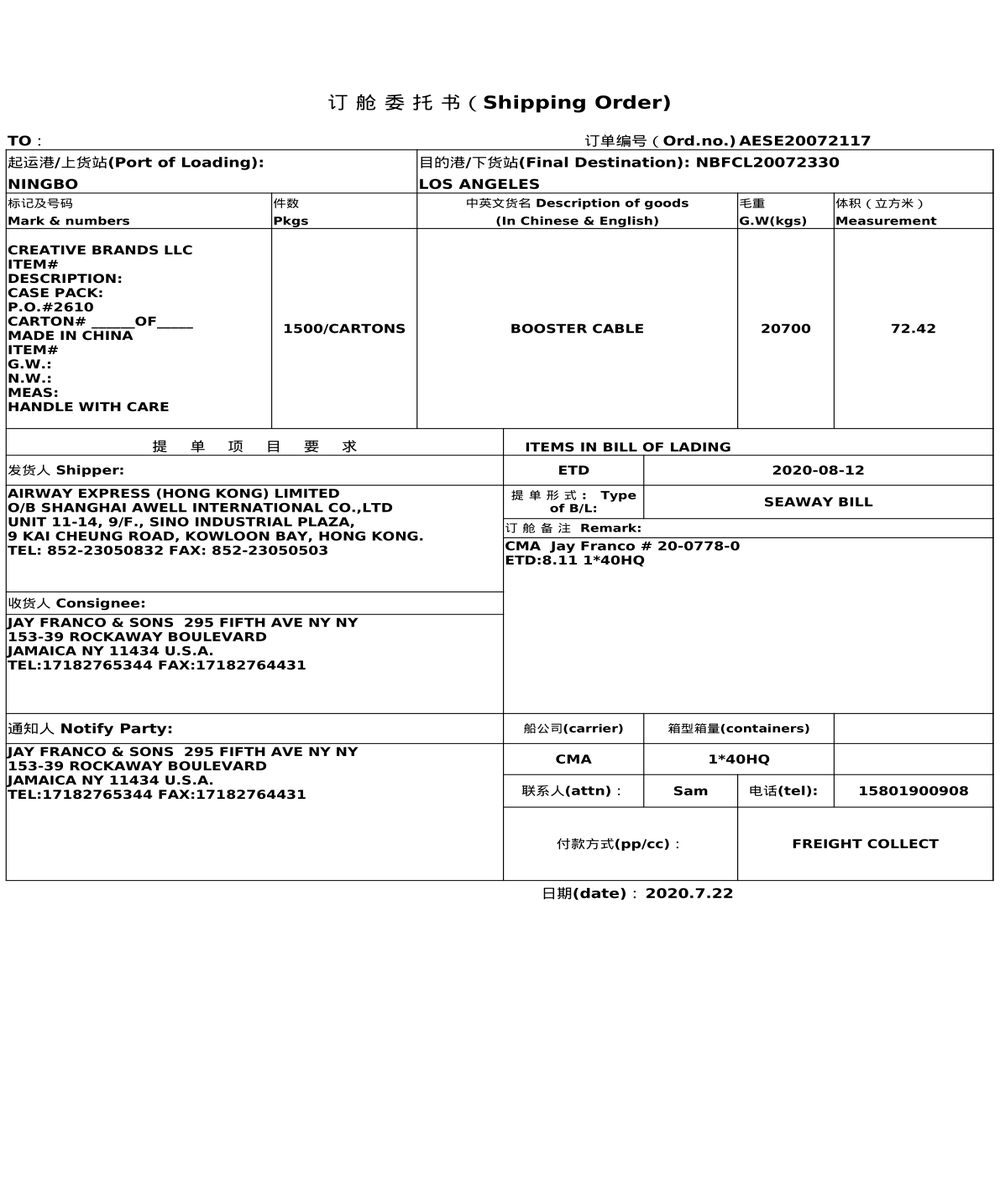 订 舱 委 托 书 ( Shipping Order)
TO：
订单编号（Ord.no.) AESE20072117
起运港/上货站(Port of Loading):
NINGBO
目的港/下货站(Final Destination): NBFCL20072330
LOS ANGELES
标记及号码
Mark & numbers
件数
Pkgs
中英文货名 Description of goods
(In Chinese & English)
毛重
G.W(kgs)
体积（立方米）
Measurement
CREATIVE BRANDS LLC
ITEM#
DESCRIPTION:
CASE PACK:
P.O.#2610
CARTON# ______OF_____
MADE IN CHINA
ITEM#
G.W.:
N.W.:
MEAS:
HANDLE WITH CARE
1500/CARTONS
BOOSTER CABLE
20700
72.42
提 单 项 目 要 求
ITEMS IN BILL OF LADING
发货人 Shipper:
AIRWAY EXPRESS (HONG KONG) LIMITED
O/B SHANGHAI AWELL INTERNATIONAL CO.,LTD
UNIT 11-14, 9/F., SINO INDUSTRIAL PLAZA,
9 KAI CHEUNG ROAD, KOWLOON BAY, HONG KONG.
TEL: 852-23050832 FAX: 852-23050503
ETD
2020-08-12
提 单 形 式： Type
of B/L:
SEAWAY BILL
订 舱 备 注 Remark:
CMA  Jay Franco # 20-0778-0
ETD:8.11 1*40HQ
收货人 Consignee:
JAY FRANCO & SONS  295 FIFTH AVE NY NY
153-39 ROCKAWAY BOULEVARD
JAMAICA NY 11434 U.S.A.
TEL:17182765344 FAX:17182764431
通知人 Notify Party:
JAY FRANCO & SONS  295 FIFTH AVE NY NY
153-39 ROCKAWAY BOULEVARD
JAMAICA NY 11434 U.S.A.
TEL:17182765344 FAX:17182764431
船公司(carrier)
箱型箱量(containers)
CMA
1*40HQ
联系人(attn)：
Sam
电话(tel):
15801900908
付款方式(pp/cc)：
FREIGHT COLLECT
日期(date)：2020.7.22